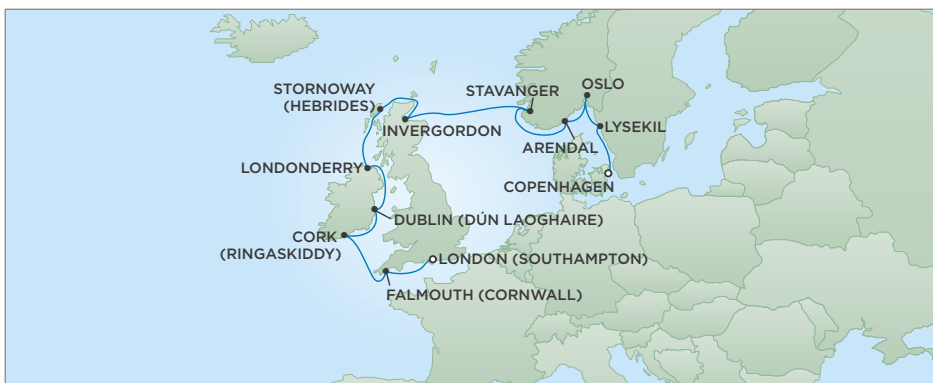 OSLO
STORNOWAY
(HEBRIDES)
STAVANGER
INVERGORDON
LYSEKIL
ARENDAL
LONDONDERRY
COPENHAGEN
DUBLIN (DÚN LAOGHAIRE)
CORK
(RINGASKIDDY)
LONDON (SOUTHAMPTON)
FALMOUTH (CORNWALL)